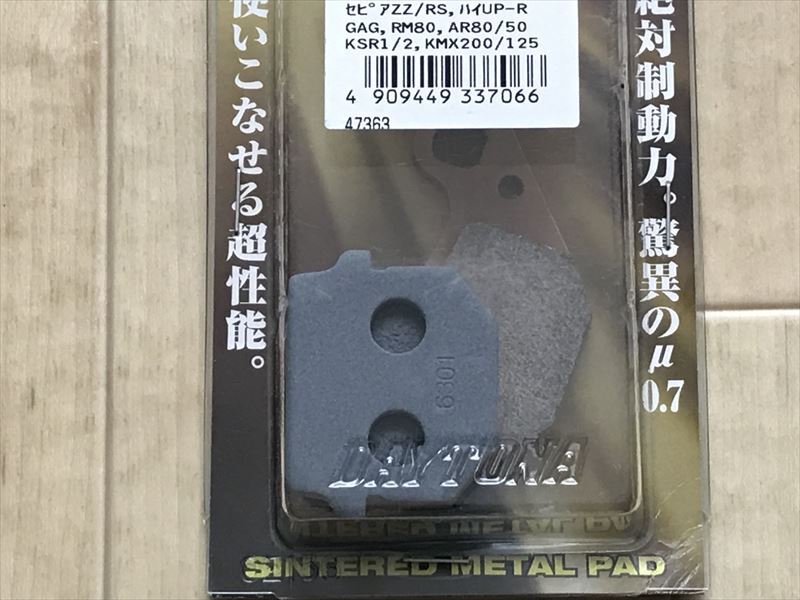 セピアZZ/RS, ハイUP-R
GAG, RM80, AR80/50
KSR1/2, KMX200/125
4 909449 337066
47363
絶対制動力。驚異のμ0.7
使いこなせる超性能。
6301
DAYTONA
SINTERED METAL PAD